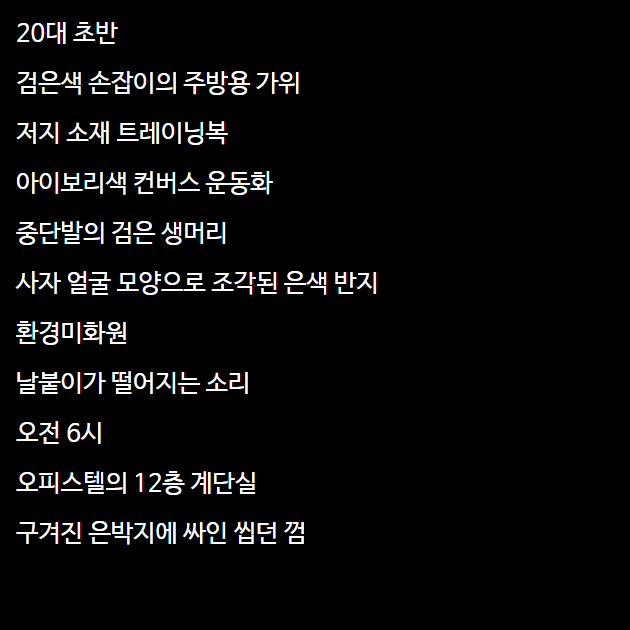 20대 초반
검은색 손잡이의 주방용 가위
저지 소재 트레이닝복
아이보리색 컨버스 운동화
중단발의 검은 생머리
사자 얼굴 모양으로 조각된 은색 반지
환경미화원
날붙이가 떨어지는 소리
오전 6시
오피스텔의 12층 계단실
구겨진 은박지에 싸인 씹던 껌